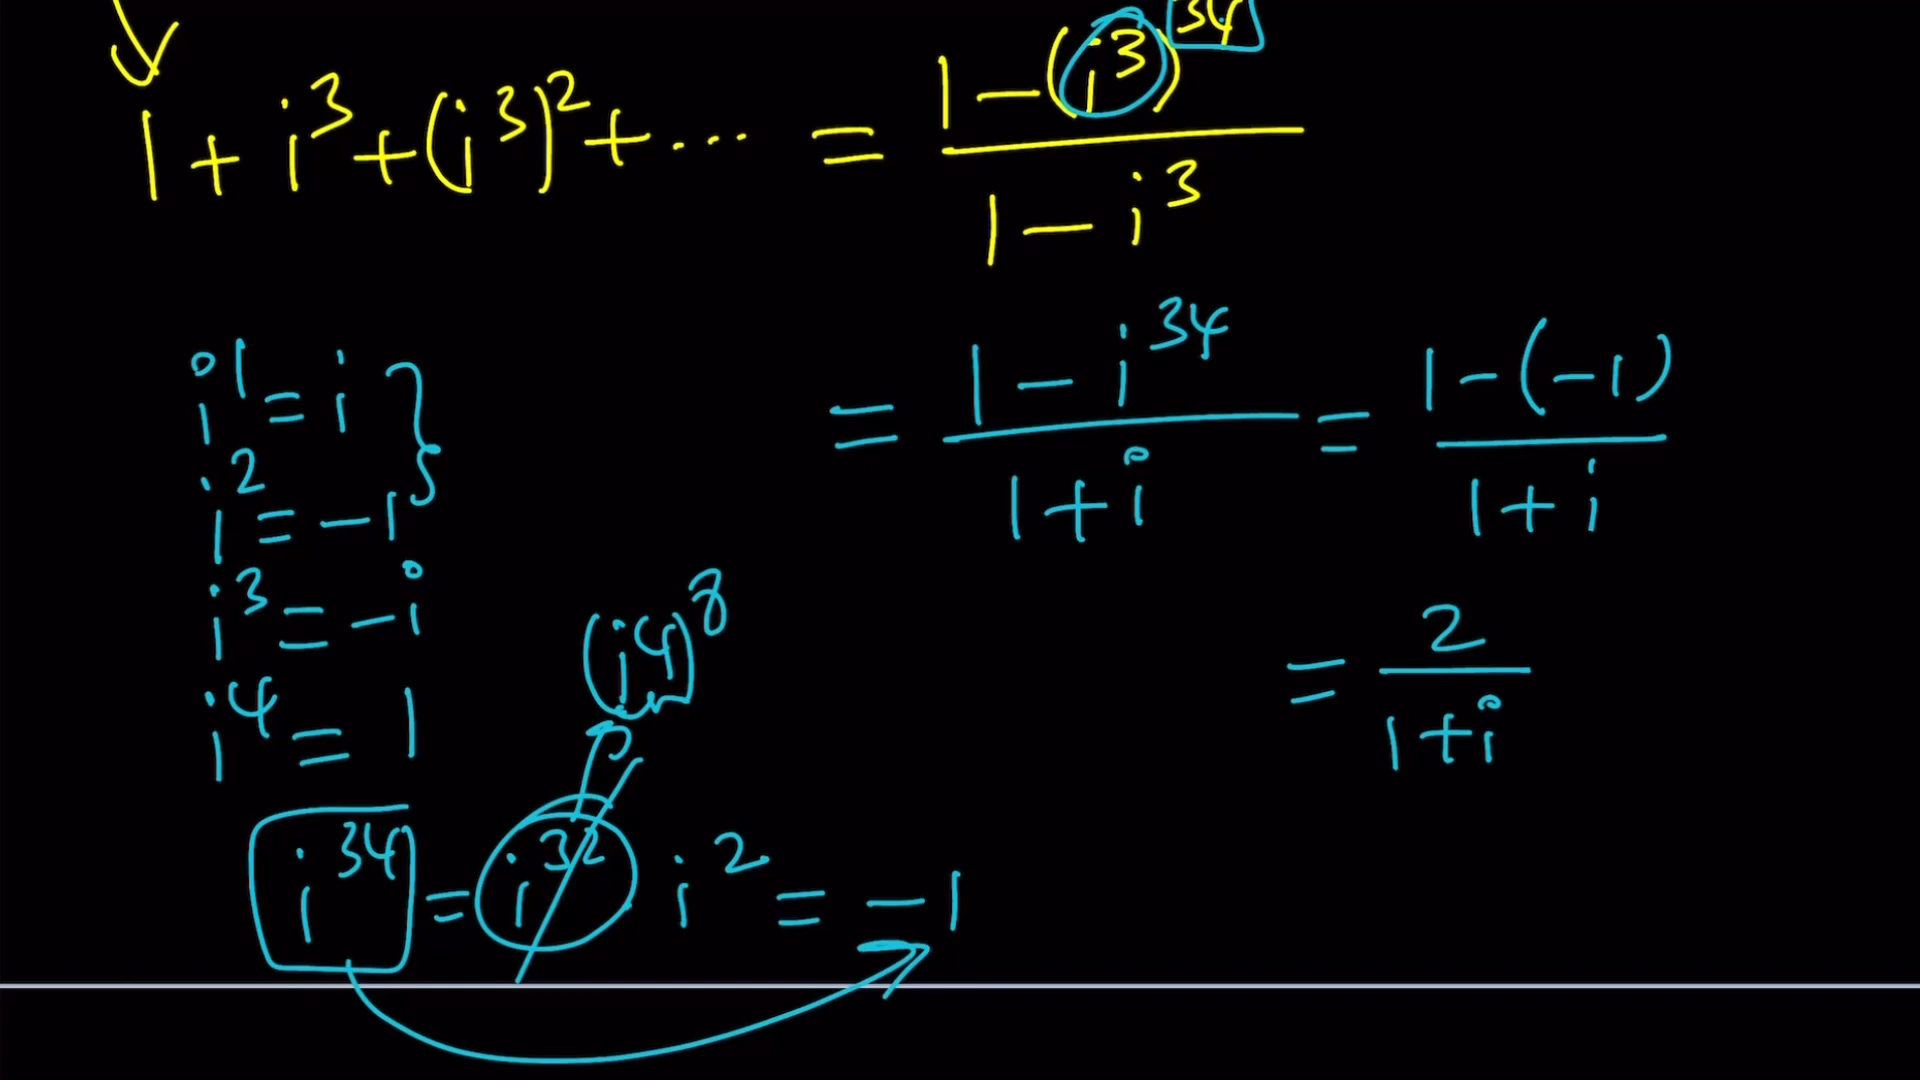 1 + i^3 + (i^3)^2 + ... = (1 - (i^3)^34) / (1 - i^3)
= (1 - i^34) / (1 + i) = (1 - (-1)) / (1 + i)
i^1 = i
i^2 = -1
i^3 = -i
(i^4)^8
= 2 / (1 + i)
i^4 = 1
i^34 = i^32 i^2 = -1